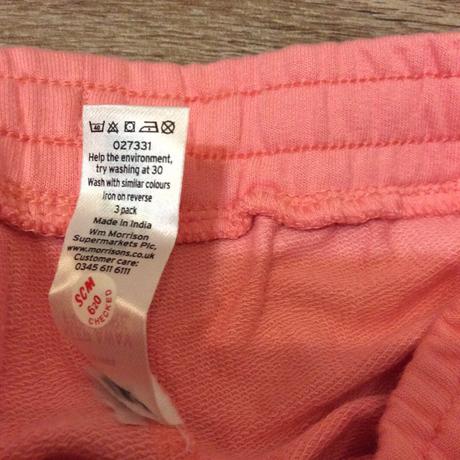 027331
Help the environment,
try washing at 30
Wash with similar colours
Iron on reverse
3 pack
Made in India
Wm Morrison
Supermarkets Plc,
www.morrisons.co.uk
Customer care:
0345 611 6111
SCM
620
CHECKED